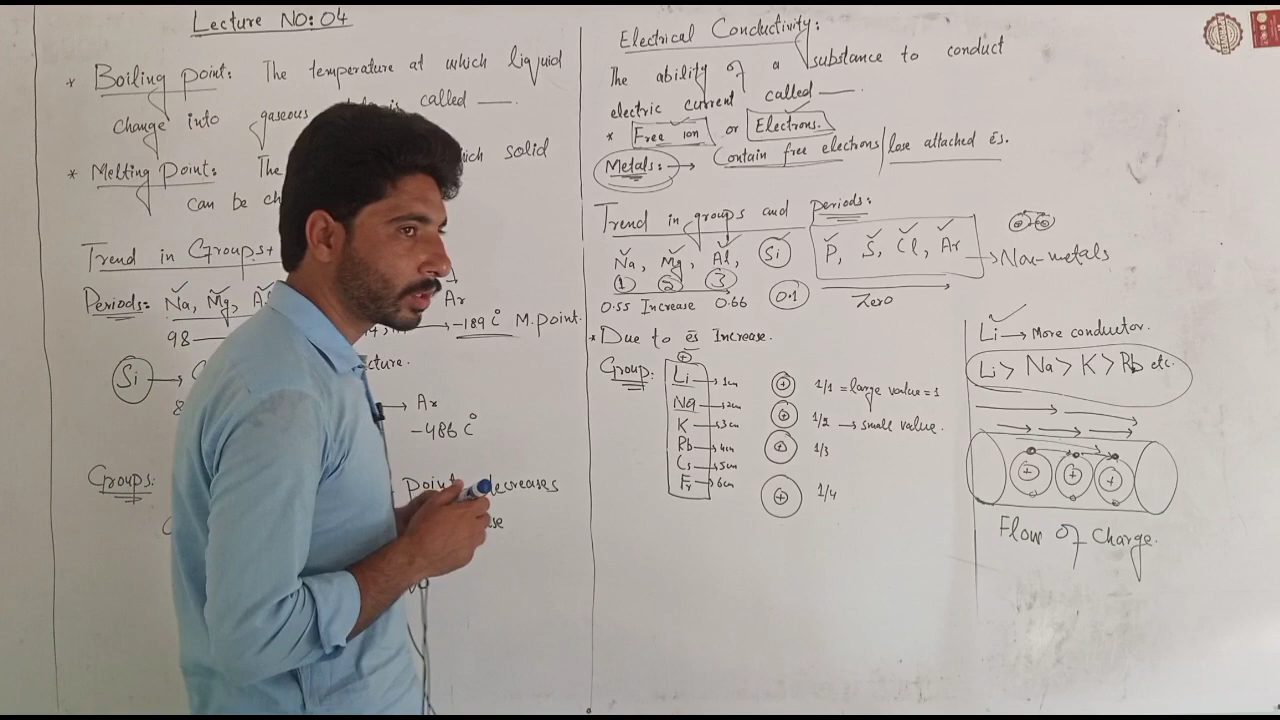 Lecture NO: 04
* Boiling point: The temperature at which liquid
change into gaseous is called —.
* Melting point: The which solid
can be
Trend in Groups
Periods: Na, Mg,
Ar
98 → -189°C M.point.
Si →
→ Ar
-486°C
Groups: point decreases
Electrical Conductivity:
The ability of a substance to conduct
electric current called —.
* Free ion or Electrons.
Metals: → Contain free electrons/lose attached ēs.
Trend in groups and periods:
Na, Mg, Al, Si P, S, Cl, Ar → Non-metals
1 2 3
0.55 Increase 0.66 0.1 Zero
* Due to ēs Increase.
Group:
+
Li → 1cm + 1/1 = large value = 1
Na → 2cm + 1/2 → small value.
K → 3cm
Rb → 4cm + 1/3
Cs → 5cm
Fr → 6cm + 1/4
Li → More conductor.
Li > Na > K > Rb etc.
+ + +
Flow of Charge.